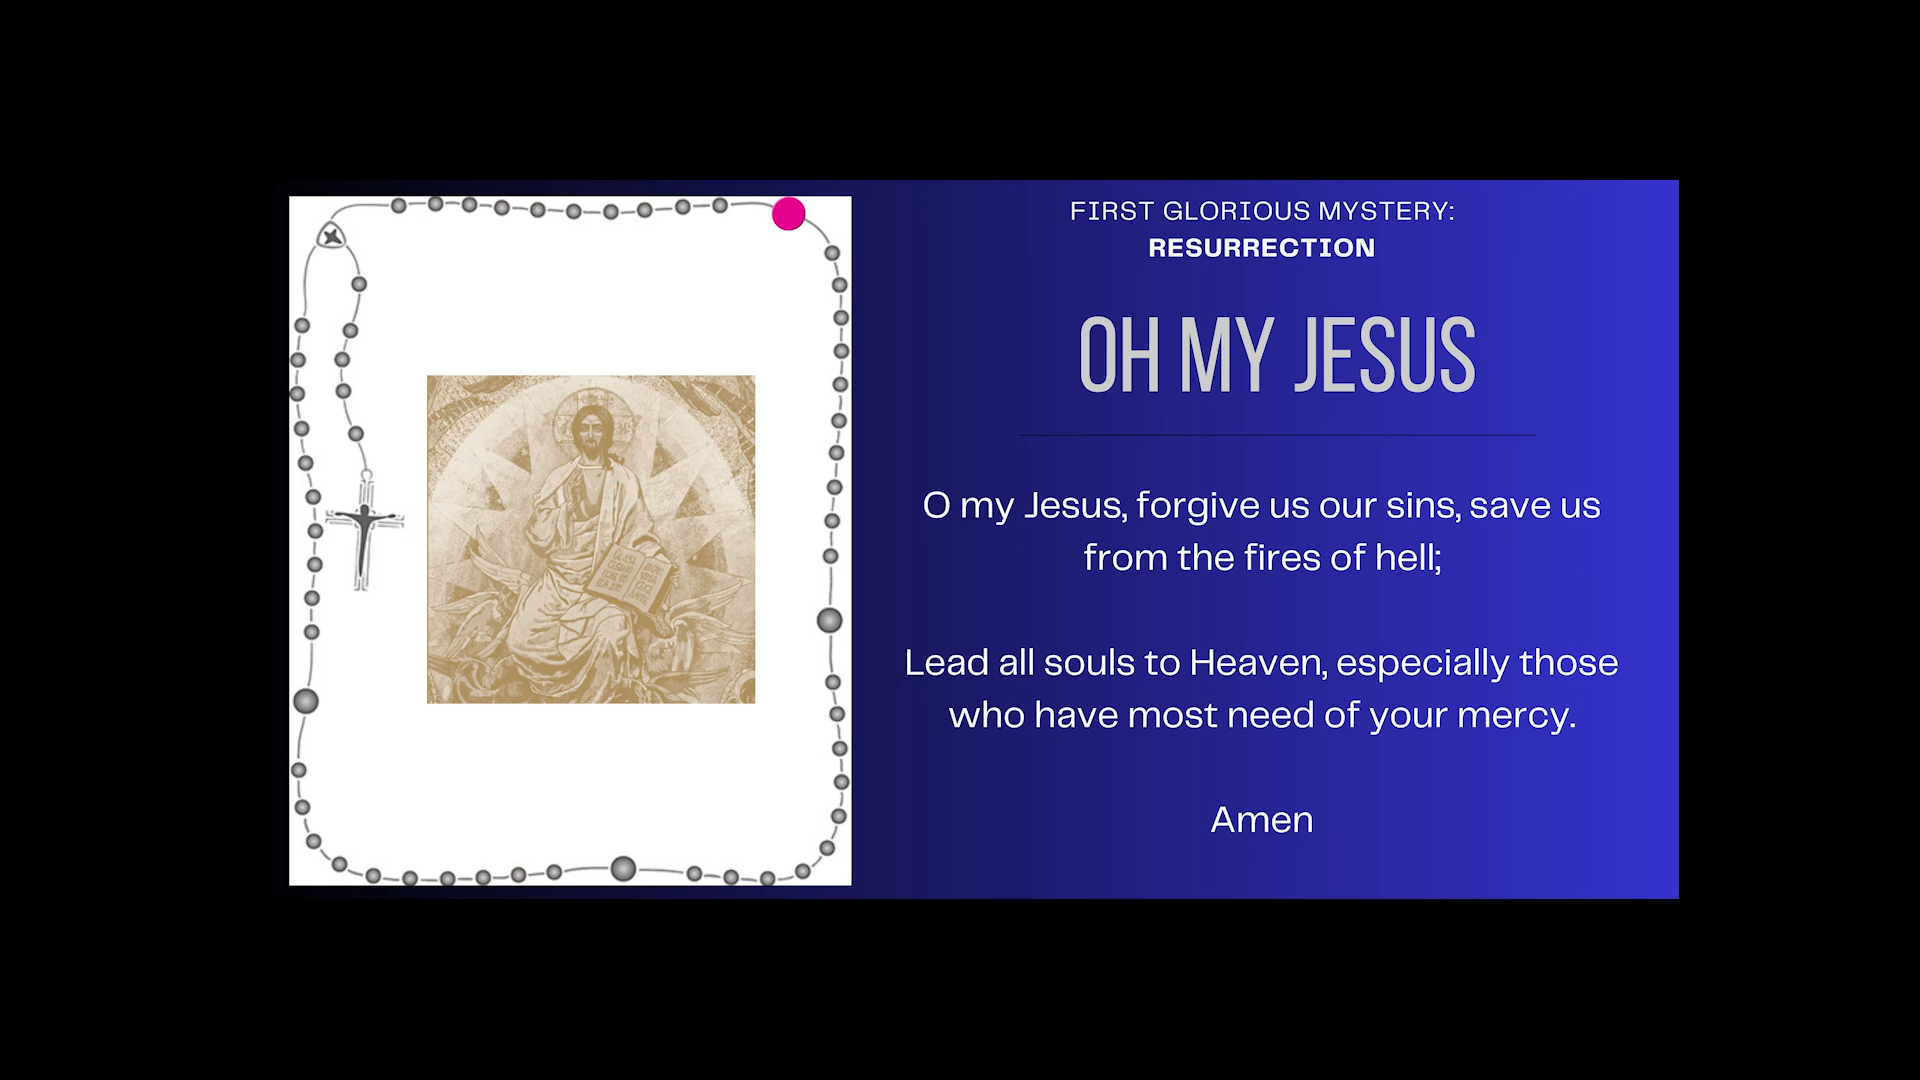 FIRST GLORIOUS MYSTERY:
RESURRECTION
OH MY JESUS
O my Jesus, forgive us our sins, save us
from the fires of hell;
Lead all souls to Heaven, especially those
who have most need of your mercy.
Amen